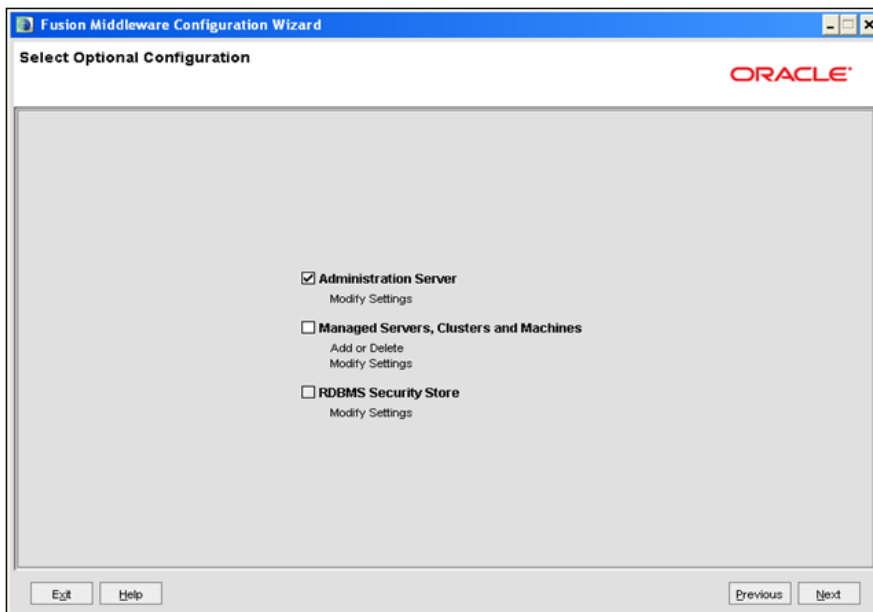 Fusion Middleware Configuration Wizard
Select Optional Configuration
ORACLE
Administration Server
Modify Settings
Managed Servers, Clusters and Machines
Add or Delete
Modify Settings
RDBMS Security Store
Modify Settings
Exit Help Previous Next